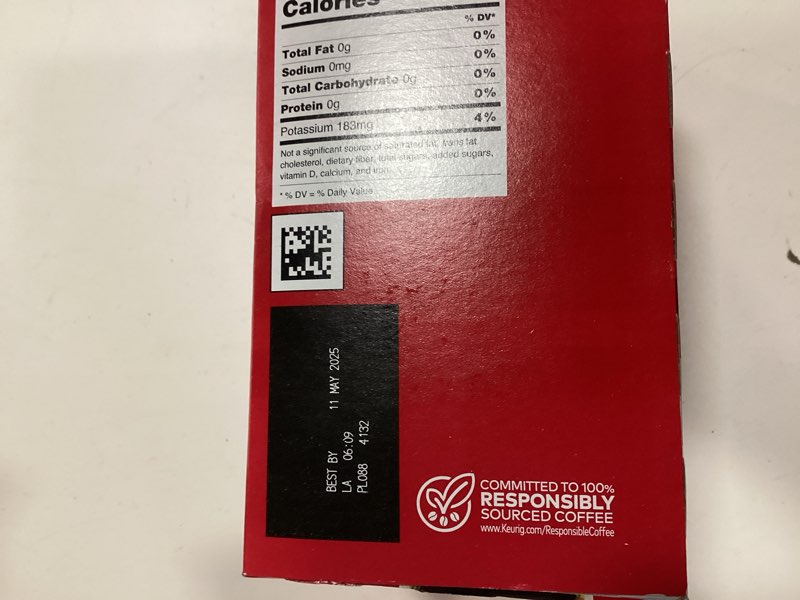 Calories
% DV*
Total Fat 0g 0%
Sodium 0mg 0%
Total Carbohydrate 0g 0%
Protein 0g 0%
Potassium 183mg 4%
Not a significant source of saturated fat, trans fat,
cholesterol, dietary fiber, total sugars, added sugars,
vitamin D, calcium, and iron.
* % DV = % Daily Value
BEST BY 11 MAY 2025
LA 06:09
PL088 4132
COMMITTED TO 100%
RESPONSIBLY
SOURCED COFFEE
www.Keurig.com/ResponsibleCoffee